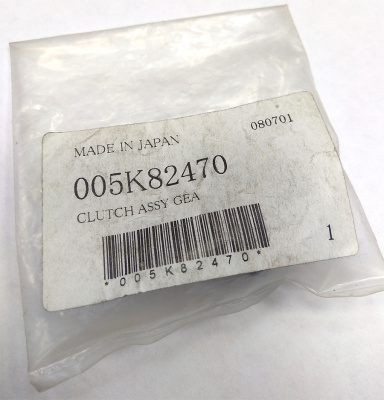 MADE IN JAPAN 080701
005K82470
CLUTCH ASSY GEA
*005K82470* 1